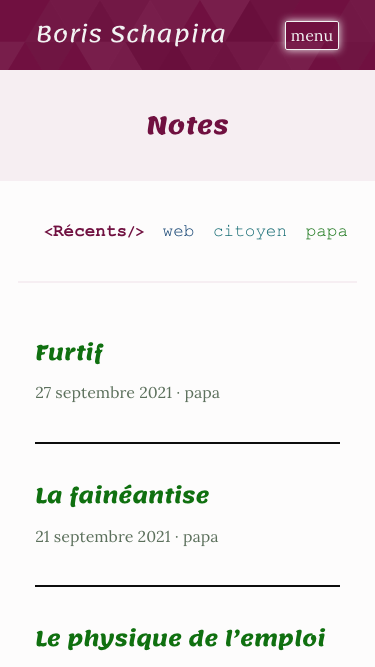 Boris Schapira
menu
Notes
<Récents/> web citoyen papa
Furtif
27 septembre 2021 · papa
La fainéantise
21 septembre 2021 · papa
Le physique de l’emploi